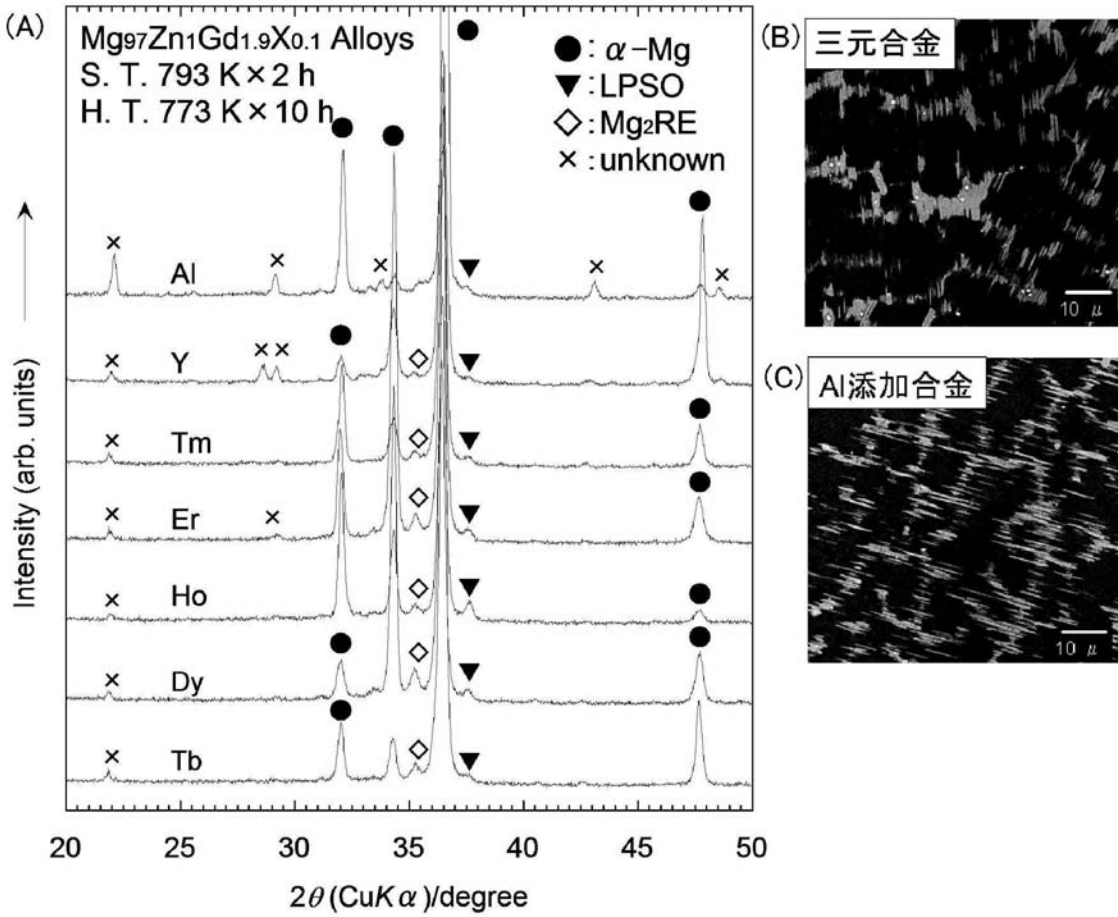 (A)
Mg₉₇Zn₁Gd₁.₉X₀.₁ Alloys
S. T. 793 K×2 h
H. T. 773 K×10 h
●: α-Mg
▼: LPSO
◇: Mg₂RE
×: unknown
Al
Y
Tm
Er
Ho
Dy
Tb
Intensity (arb. units)
20 25 30 35 40 45 50
2θ (CuKα)/degree
(B)
三元合金
10 μ
(C)
Al添加合金
10 μ